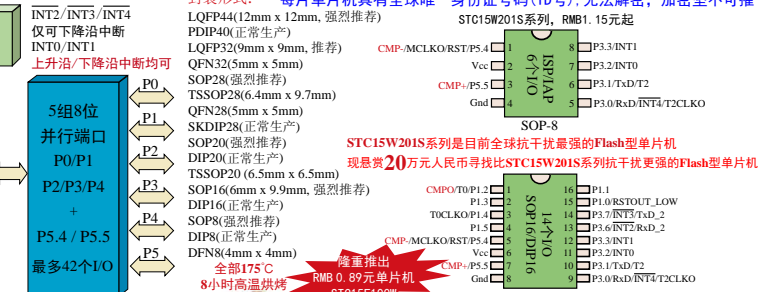 INT2/INT3/INT4
仅可下降沿中断
INT0/INT1
上升沿/下降沿中断均可
5组8位
并行端口
P0/P1
P2/P3/P4
+
P5.4 / P5.5
最多42个I/O
P0
P1
P2
P3
P4
P5
LQFP44(12mm x 12mm, 强烈推荐)
PDIP40(正常生产)
LQFP32(9mm x 9mm, 推荐)
QFN32(5mm x 5mm)
SOP28(强烈推荐)
TSSOP28(6.4mm x 9.7mm)
QFN28(5mm x 5mm)
SKDIP28(正常生产)
SOP20(强烈推荐)
DIP20(正常生产)
TSSOP20 (6.5mm x 6.5mm)
SOP16(6mm x 9.9mm, 强烈推荐)
DIP16(正常生产)
SOP8(强烈推荐)
DIP8(正常生产)
DFN8(4mm x 4mm)
全部175℃
8小时高温烘烤
隆重推出
RMB 0.89元单片机
STC15W201S系列, RMB1.15元起
CMP-/MCLKO/RST/P5.4 1
Vcc 2
CMP+/P5.5 3
Gnd 4
ISP/IAP
6个I/O
8 P3.3/INT1
7 P3.2/INT0
6 P3.1/TxD/T2
5 P3.0/RxD/INT4/T2CLKO
SOP-8
STC15W201S系列是目前全球抗干扰最强的Flash型单片机
现悬赏20万元人民币寻找比STC15W201S系列抗干扰更强的Flash型单片机
CMPO/T0/P1.2 1
P1.3 2
T0CLKO/P1.4 3
P1.5 4
CMP-/MCLKO/RST/P5.4 5
Vcc 6
CMP+/P5.5 7
Gnd 8
14个I/O
SOP16/DIP16
16 P1.1
15 P1.0/RSTOUT_LOW
14 P3.7/INT3/TxD_2
13 P3.6/INT2/RxD_2
12 P3.3/INT1
11 P3.2/INT0
10 P3.1/TxD/T2
9 P3.0/RxD/INT4/T2CLKO